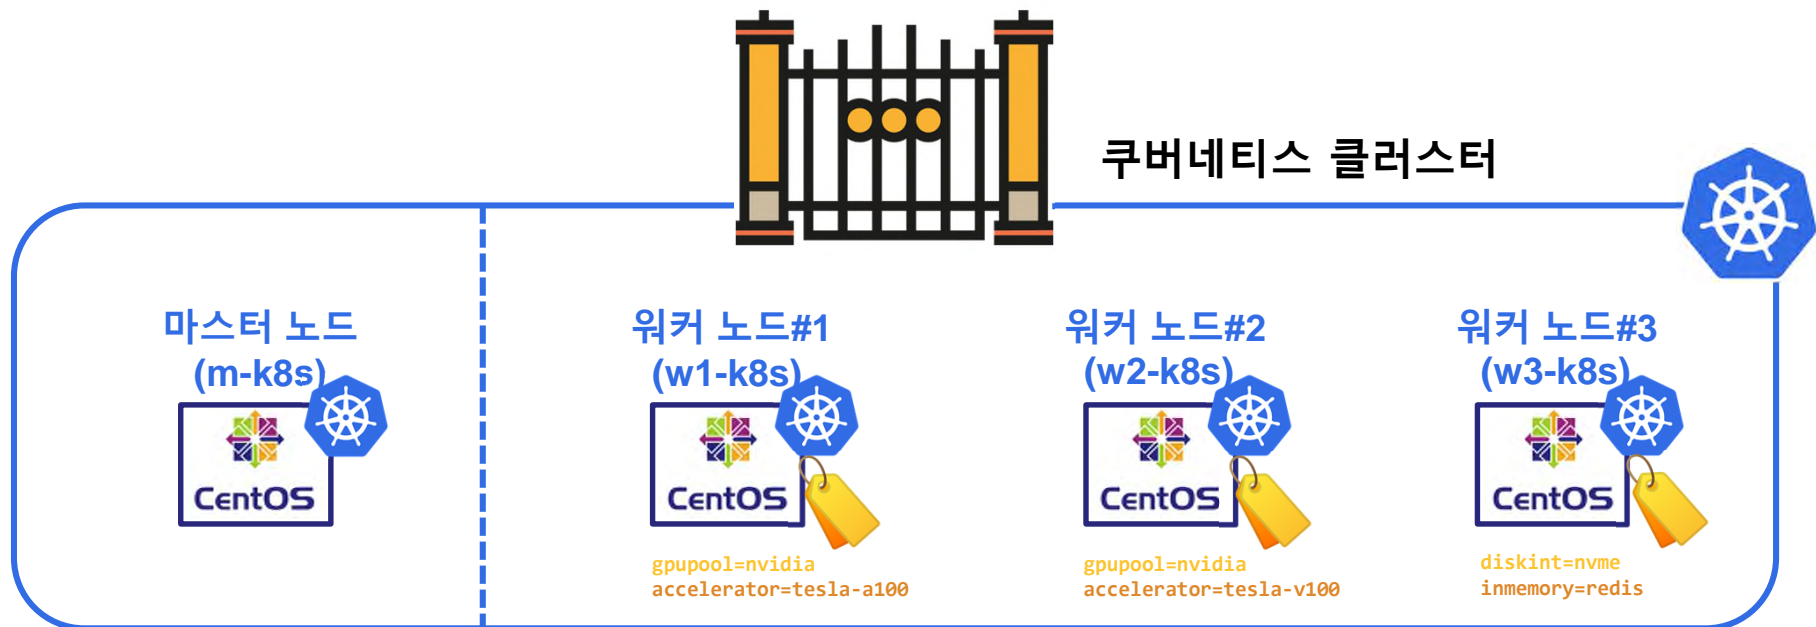 쿠버네티스 클러스터
마스터 노드
(m-k8s)
CentOS
워커 노드#1
(w1-k8s)
CentOS
gpupool=nvidia
accelerator=tesla-a100
워커 노드#2
(w2-k8s)
CentOS
gpupool=nvidia
accelerator=tesla-v100
워커 노드#3
(w3-k8s)
CentOS
diskint=nvme
inmemory=redis